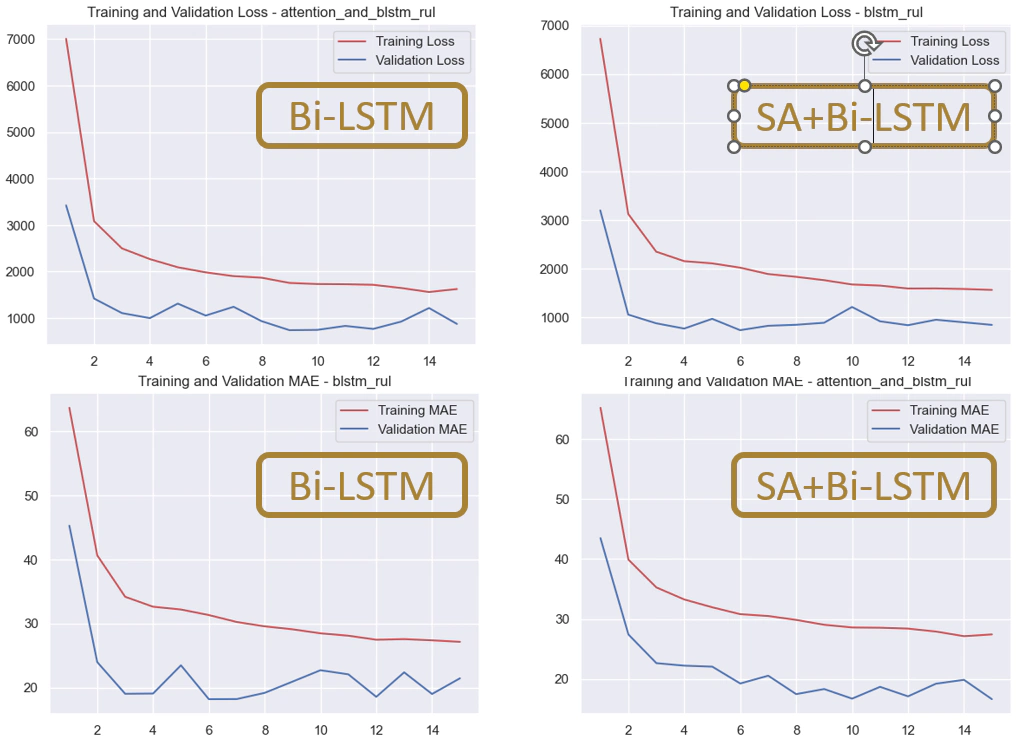 Training and Validation Loss - attention_and_blstm_rul
Training Loss
Validation Loss
Bi-LSTM
7000
6000
5000
4000
3000
2000
1000
2 4 6 8 10 12 14
Training and Validation Loss - blstm_rul
Training Loss
Validation Loss
SA+Bi-LSTM
7000
6000
5000
4000
3000
2000
1000
2 4 6 8 10 12 14
Training and Validation MAE - blstm_rul
Training MAE
Validation MAE
Bi-LSTM
60
50
40
30
20
2 4 6 8 10 12 14
Training and Validation MAE - attention_and_blstm_rul
Training MAE
Validation MAE
SA+Bi-LSTM
60
50
40
30
20
2 4 6 8 10 12 14